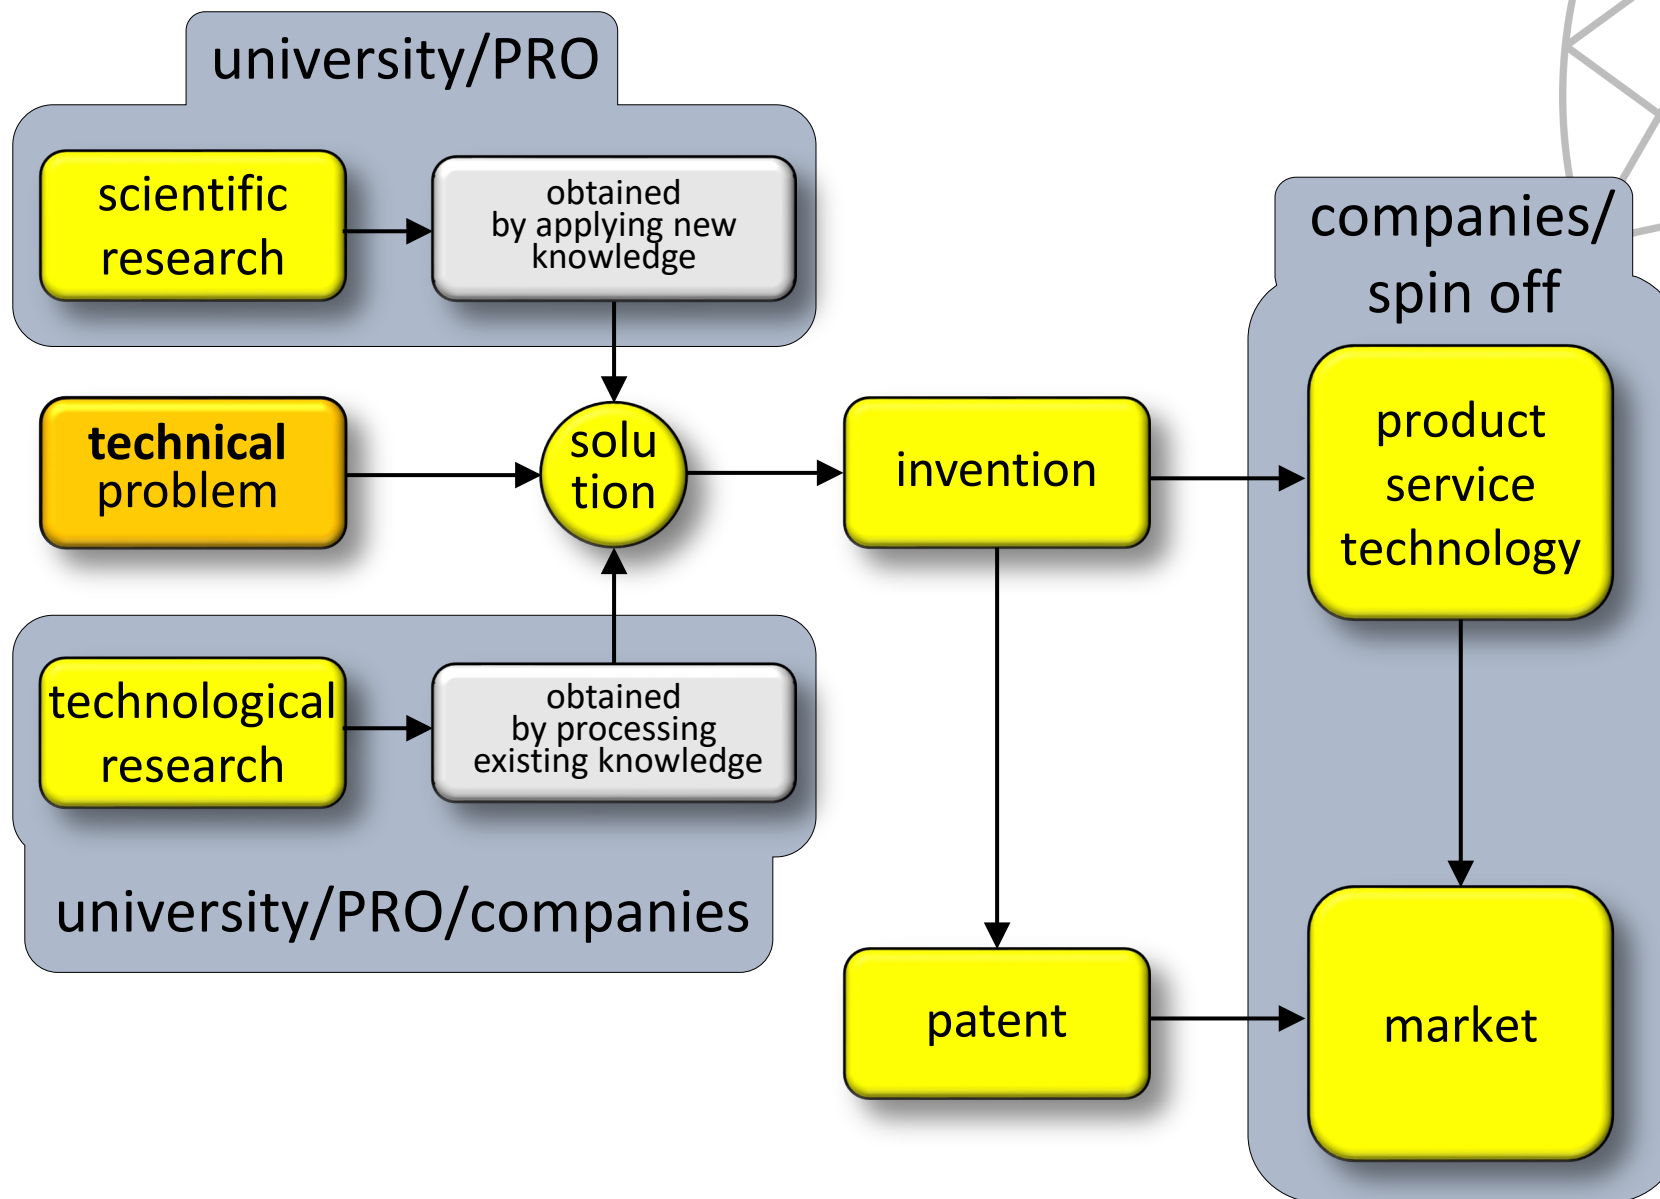 university/PRO
scientific
research
obtained
by applying new
knowledge
companies/
spin off
technical
problem
solu
tion
invention
product
service
technology
technological
research
obtained
by processing
existing knowledge
university/PRO/companies
patent
market